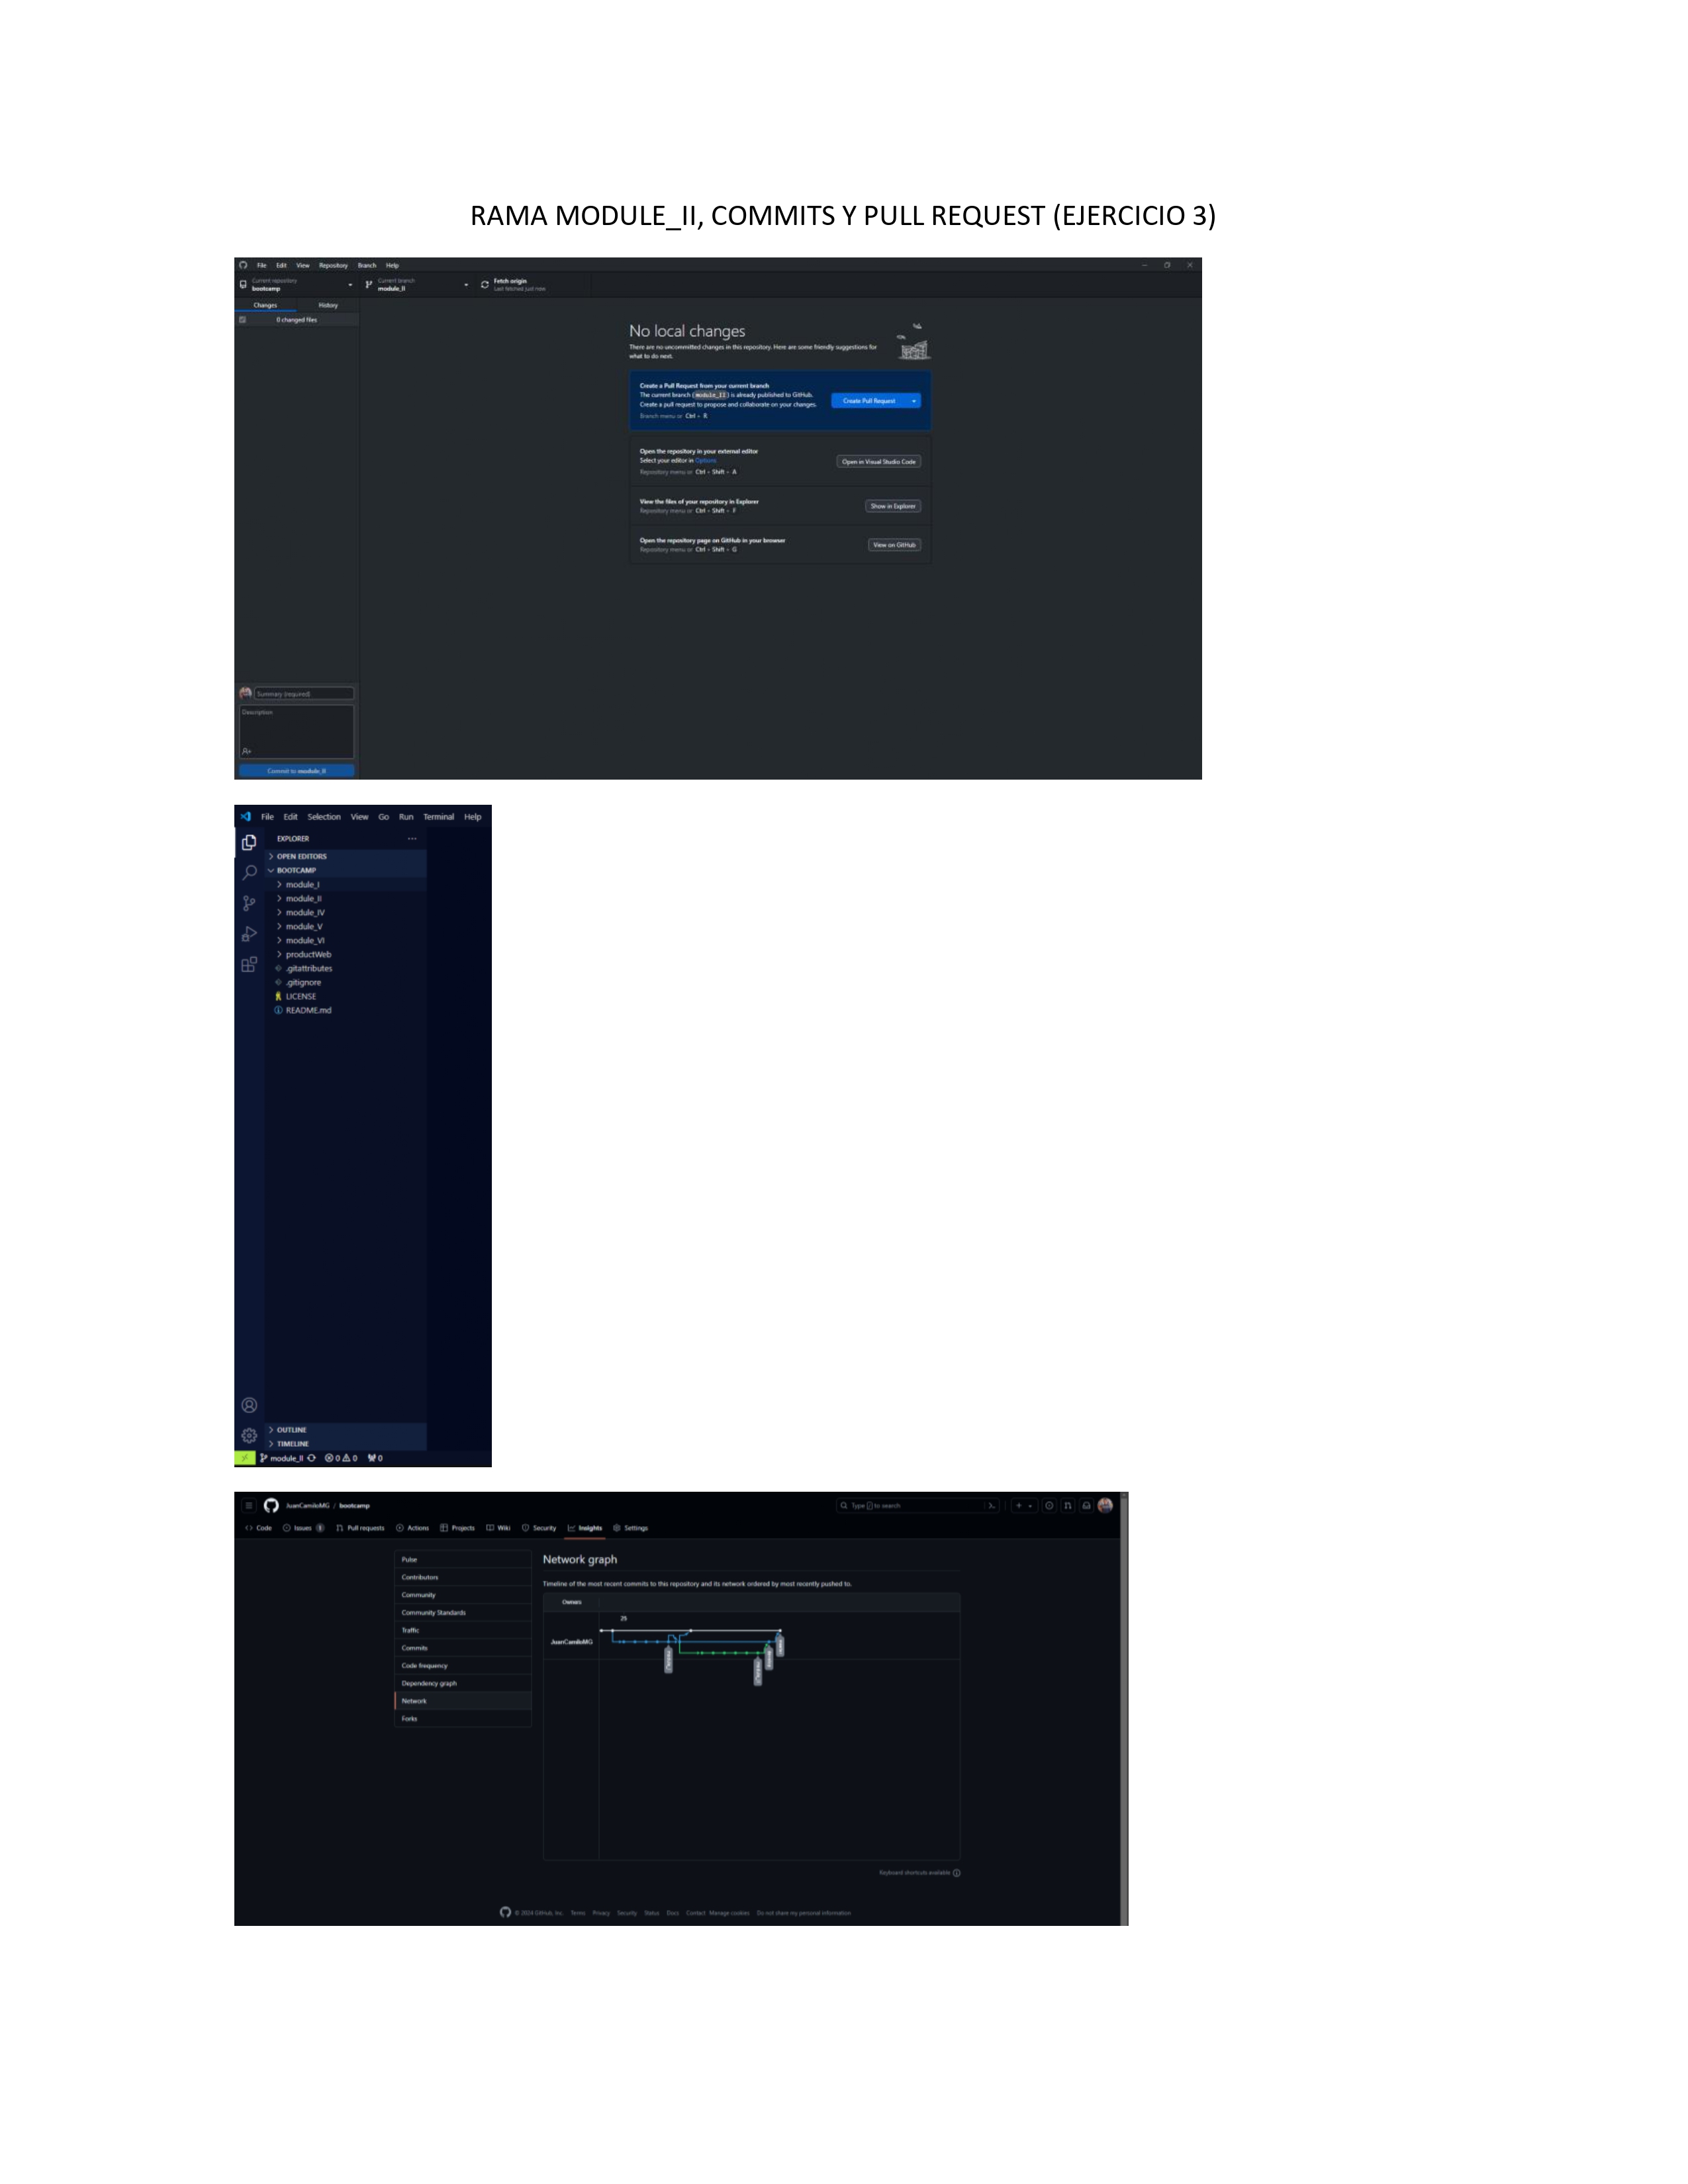 RAMA MODULE_II, COMMITS Y PULL REQUEST (EJERCICIO 3)
File Edit View Repository Branch Help
Current repository
bootcamp
Current branch
module_II
Fetch origin
Last fetched just now
Changes History
0 changed files
No local changes
There are no uncommitted changes in this repository. Here are some friendly suggestions for
what to do next.
Create a Pull Request from your current branch
The current branch (module_II) is already published to GitHub.
Create a pull request to propose and collaborate on your changes.
Branch menu or Ctrl + R
Create Pull Request
Open the repository in your external editor
Select your editor in Options
Repository menu or Ctrl + Shift + A
Open in Visual Studio Code
View the files of your repository in Explorer
Repository menu or Ctrl + Shift + F
Show in Explorer
Open the repository page on GitHub in your browser
Repository menu or Ctrl + Shift + G
View on GitHub
Summary (required)
Description
Commit to module_II
File Edit Selection View Go Run Terminal Help
EXPLORER
OPEN EDITORS
BOOTCAMP
module_I
module_II
module_IV
module_V
module_VI
productWeb
.gitattributes
.gitignore
LICENSE
README.md
OUTLINE
TIMELINE
module_II 0 0 0
JuanCamiloMG / bootcamp
Type / to search
Code Issues 1 Pull requests Actions Projects Wiki Security Insights Settings
Pulse
Contributors
Community
Community Standards
Traffic
Commits
Code frequency
Dependency graph
Network
Forks
Network graph
Timeline of the most recent commits to this repository and its network ordered by most recently pushed to.
Owners
25
JuanCamiloMG
Keyboard shortcuts available
© 2024 GitHub, Inc. Terms Privacy Security Status Docs Contact Manage cookies Do not share my personal information